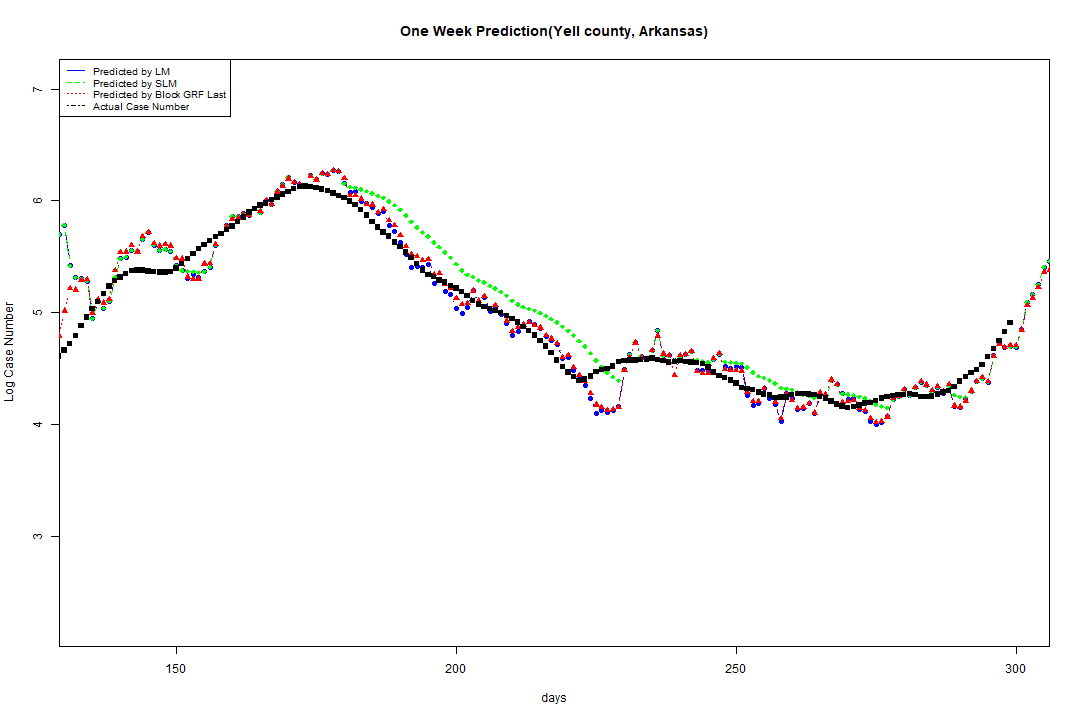 One Week Prediction(Yell county, Arkansas)
Predicted by LM
Predicted by SLM
Predicted by Block GRF Last
Actual Case Number
7
6
5
4
3
Log Case Number
150 200 250 300
days